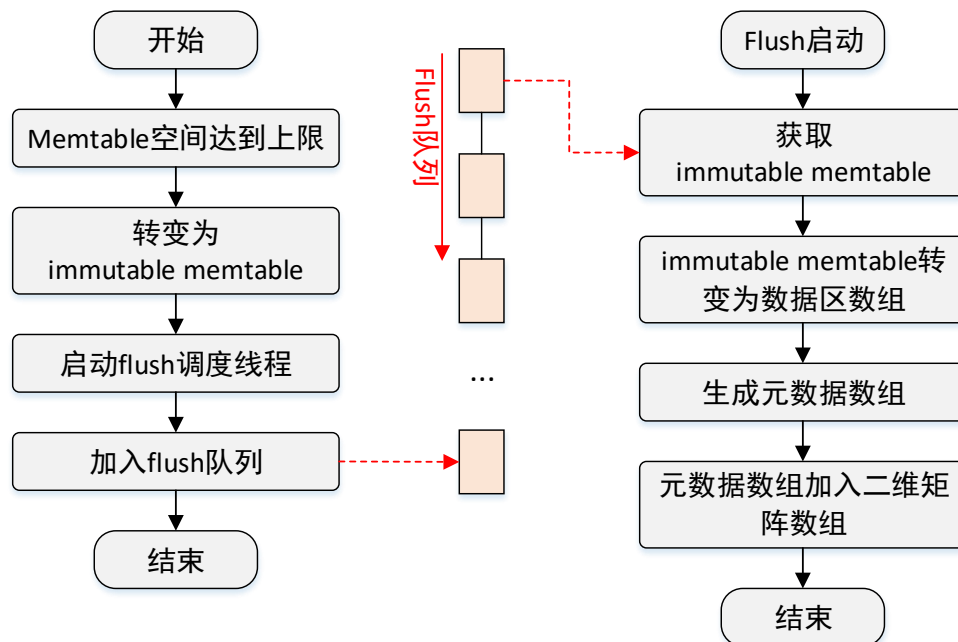 开始
Memtable空间达到上限
转变为
immutable memtable
启动flush调度线程
加入flush队列
结束
Flush队列
...
Flush启动
获取
immutable memtable
immutable memtable转
变为数据区数组
生成元数据数组
元数据数组加入二维矩
阵数组
结束